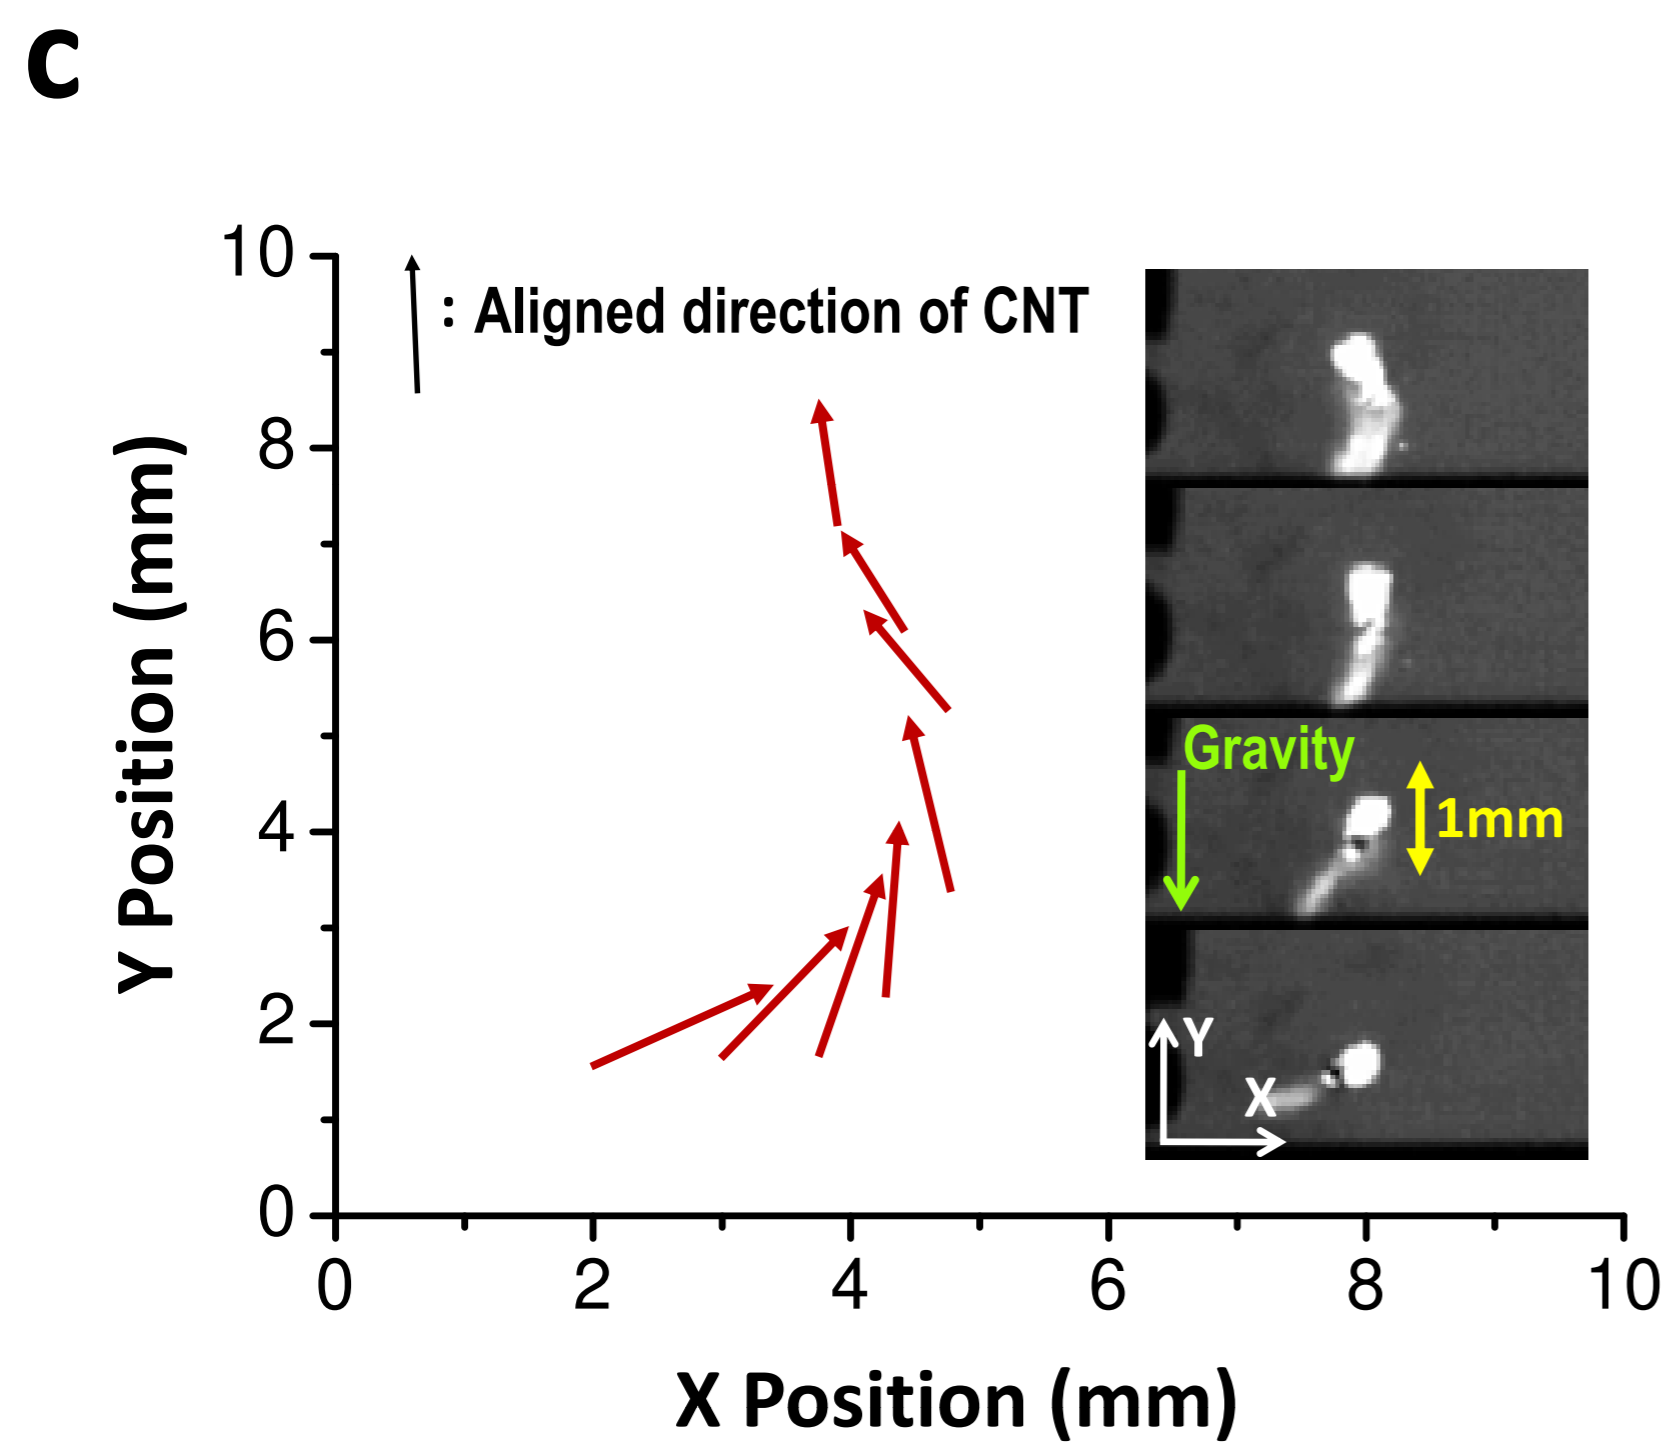 c
10
8
6
4
2
0
Y Position (mm)
: Aligned direction of CNT
Gravity
1mm
Y
X
0 2 4 6 8 10
X Position (mm)